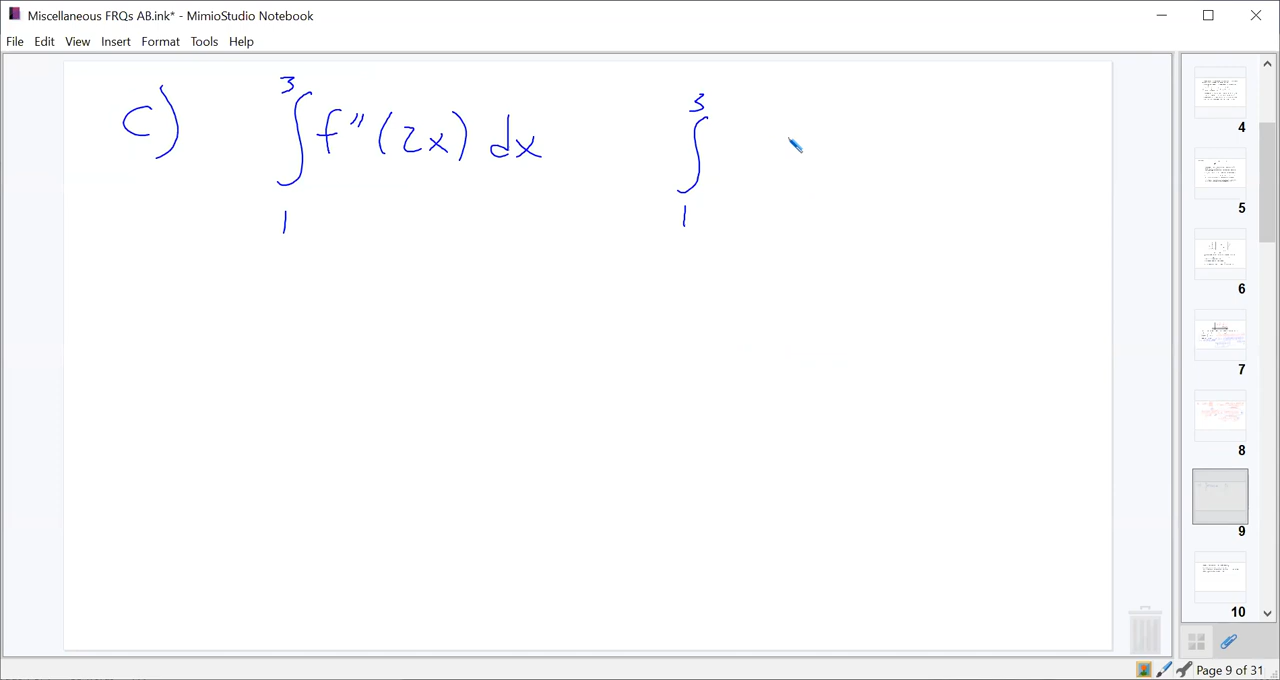 Miscellaneous FRQs AB.ink* - MimioStudio Notebook
File Edit View Insert Format Tools Help
C) ∫₁³ f''(2x) dx ∫₁³
4
5
6
7
8
9
10
Page 9 of 31